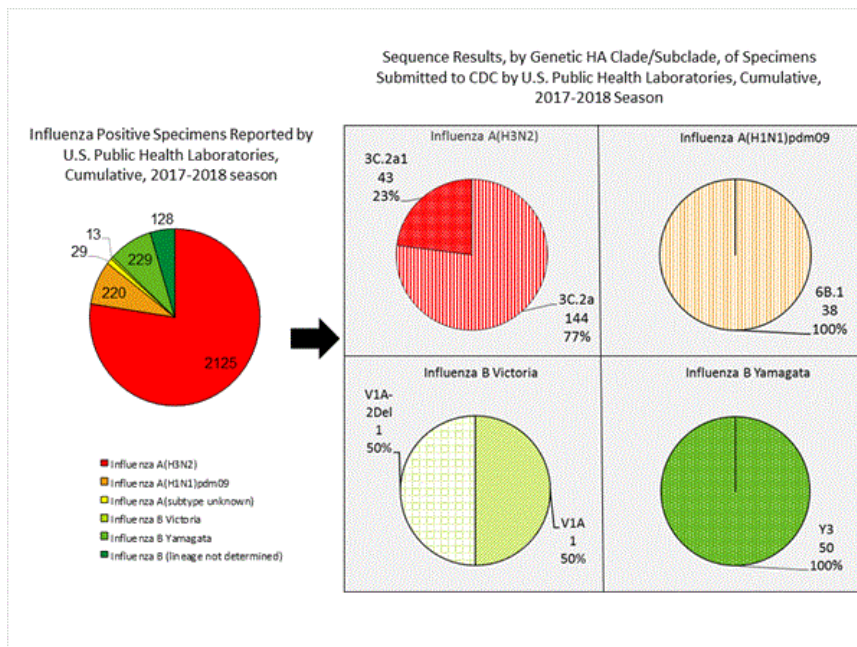 Sequence Results, by Genetic HA Clade/Subclade, of Specimens
Submitted to CDC by U.S. Public Health Laboratories, Cumulative,
2017-2018 Season
Influenza Positive Specimens Reported by
U.S. Public Health Laboratories,
Cumulative, 2017-2018 season
128
13
29
229
220
2125
Influenza A(H3N2)
Influenza A(H1N1)pdm09
Influenza A(subtype unknown)
Influenza B Victoria
Influenza B Yamagata
Influenza B (lineage not determined)
Influenza A(H3N2)
3C.2a1
43
23%
3C.2a
144
77%
Influenza A(H1N1)pdm09
6B.1
38
100%
Influenza B Victoria
V1A-
2Del
1
50%
V1A
1
50%
Influenza B Yamagata
Y3
50
100%